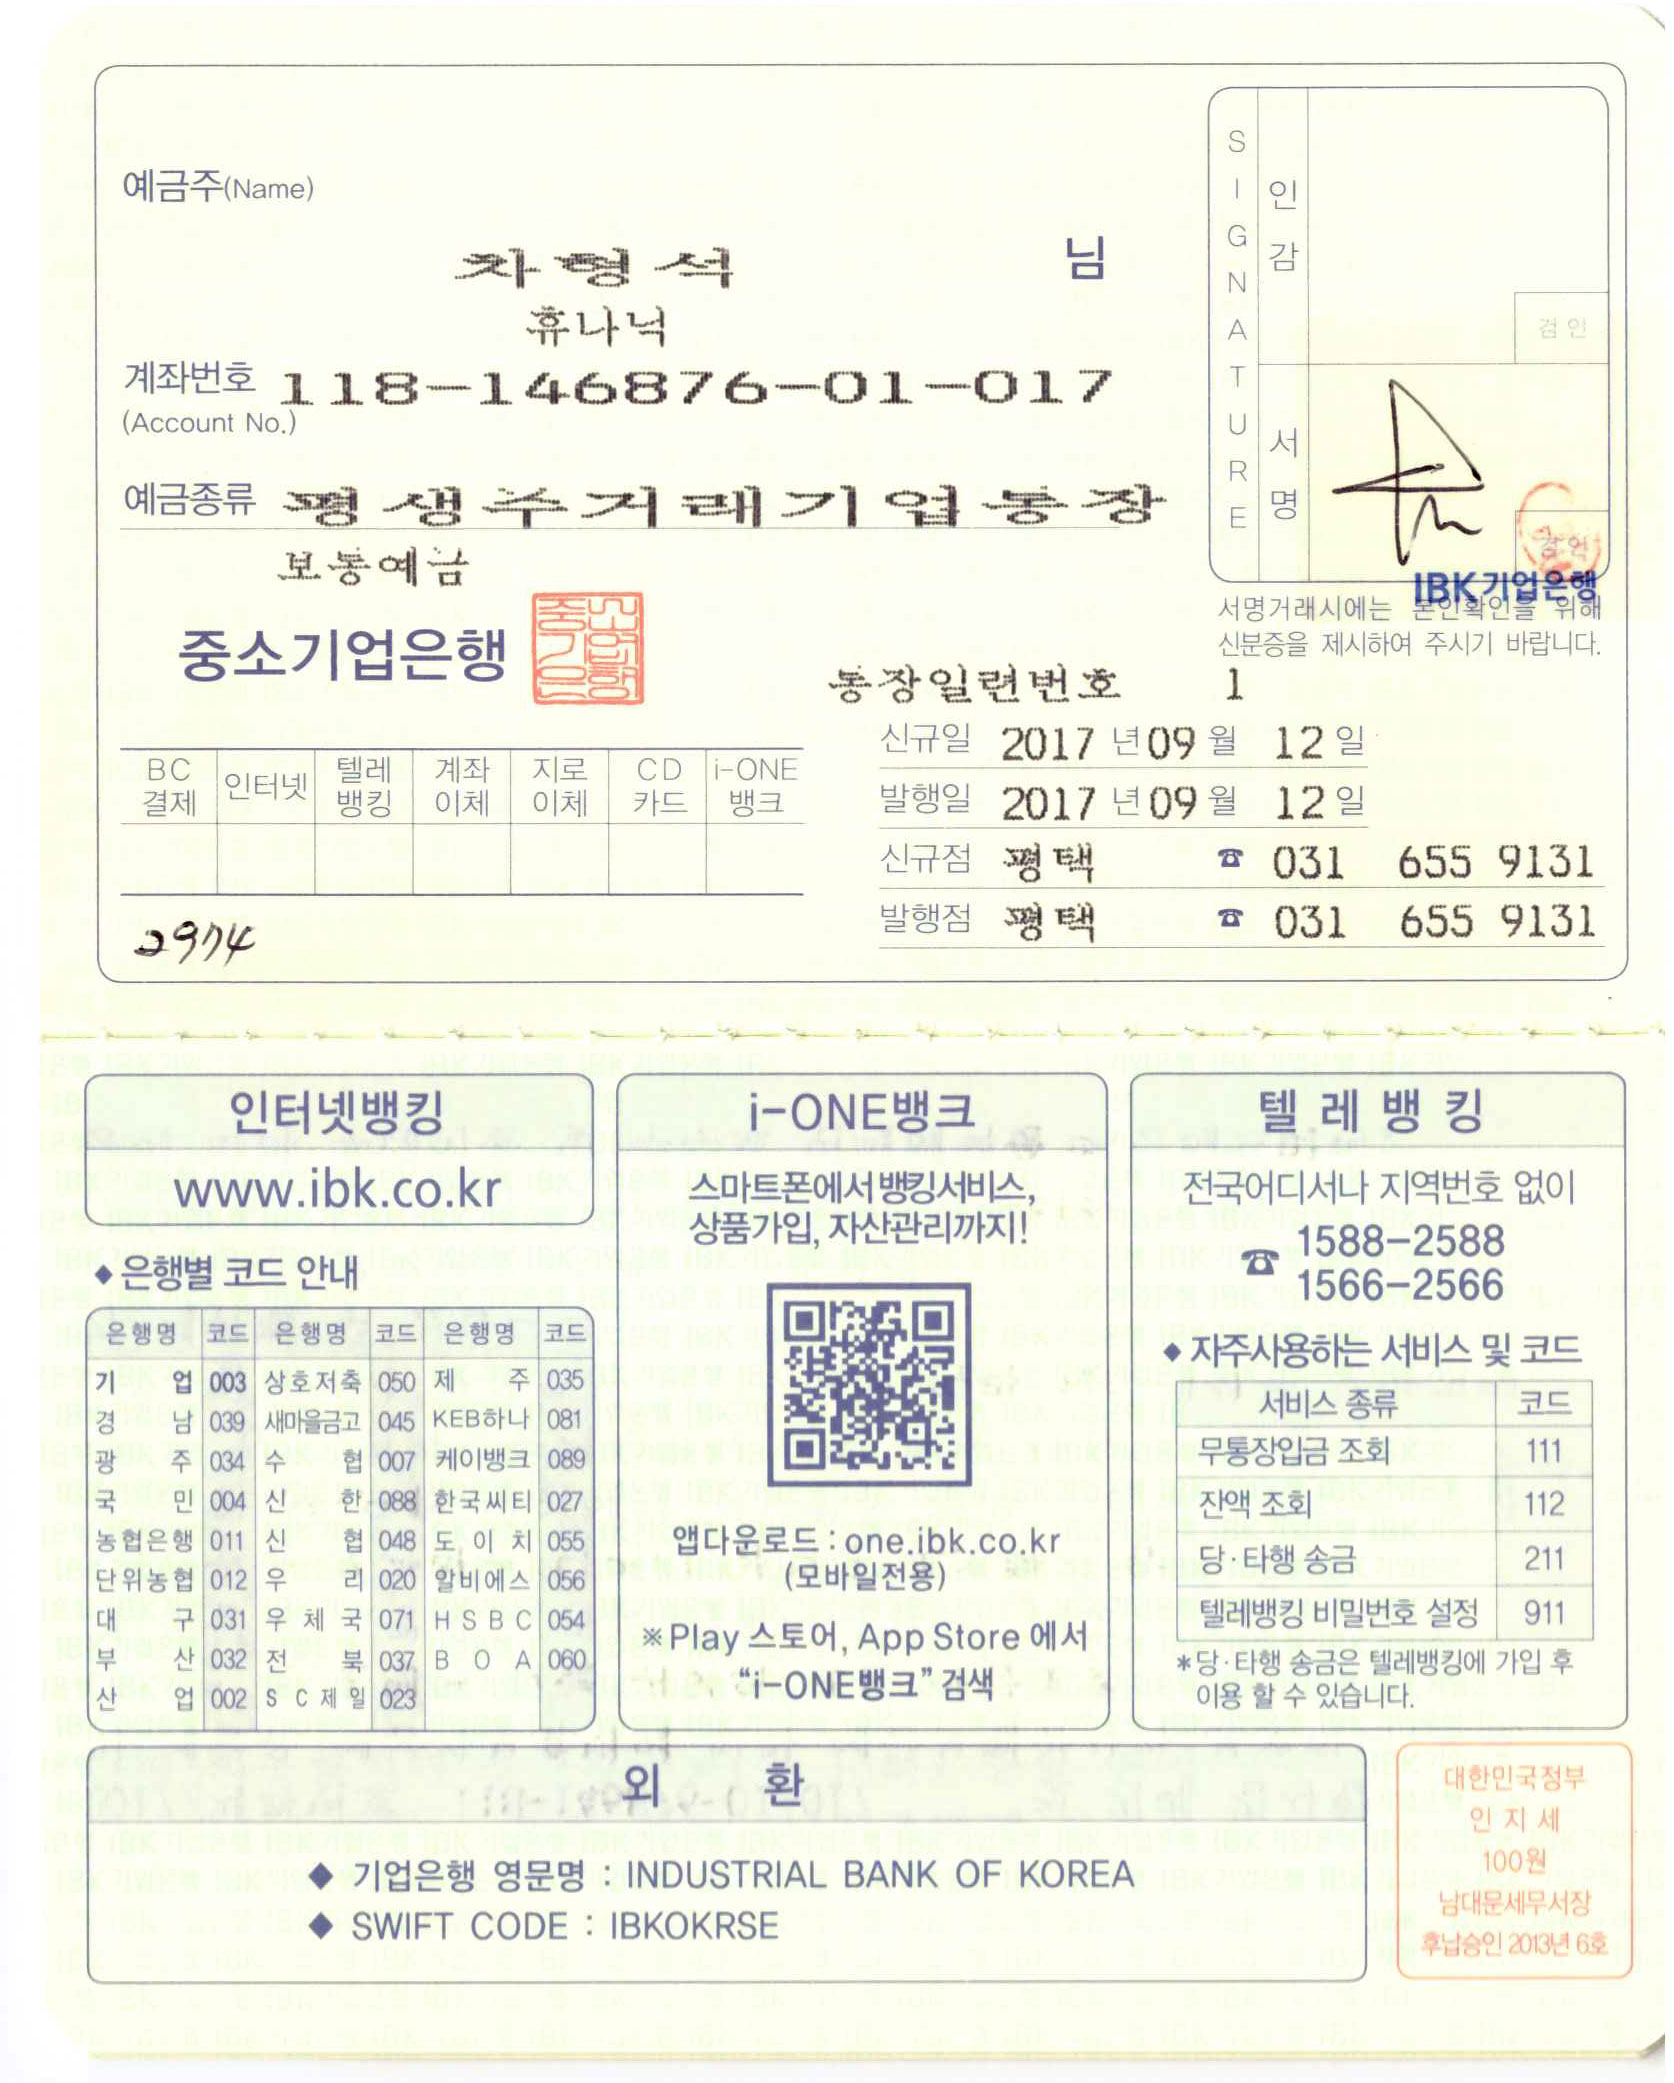 예금주(Name)
차형석 님
휴나닉
계좌번호 118-146876-01-017
(Account No.)
예금종류 평생주거래기업통장
보통예금
중소기업은행
SIGNATURE
인감
검인
서명
IBK기업은행
서명거래시에는 본인확인을 위해
신분증을 제시하여 주시기 바랍니다.
통장일련번호 1
신규일 2017 년 09 월 12 일
발행일 2017 년 09 월 12 일
신규점 평택 ☎ 031 655 9131
발행점 평택 ☎ 031 655 9131
BC결제 인터넷 텔레뱅킹 계좌이체 지로이체 CD카드 i-ONE뱅크
2974
인터넷뱅킹
www.ibk.co.kr
◆은행별 코드 안내
은행명 코드 은행명 코드 은행명 코드
기 업 003 상호저축 050 제 주 035
경 남 039 새마을금고 045 KEB하나 081
광 주 034 수 협 007 케이뱅크 089
국 민 004 신 한 088 한국씨티 027
농협은행 011 신 협 048 도 이 치 055
단위농협 012 우 리 020 알비에스 056
대 구 031 우 체 국 071 H S B C 054
부 산 032 전 북 037 B O A 060
산 업 002 S C 제 일 023
i-ONE뱅크
스마트폰에서 뱅킹서비스,
상품가입, 자산관리까지!
앱다운로드 : one.ibk.co.kr
(모바일전용)
※Play 스토어, App Store 에서
“i-ONE뱅크” 검색
텔 레 뱅 킹
전국어디서나 지역번호 없이
☎ 1588-2588
1566-2566
◆ 자주사용하는 서비스 및 코드
서비스 종류 코드
무통장입금 조회 111
잔액 조회 112
당·타행 송금 211
텔레뱅킹 비밀번호 설정 911
*당·타행 송금은 텔레뱅킹에 가입 후
이용 할 수 있습니다.
외 환
◆ 기업은행 영문명 : INDUSTRIAL BANK OF KOREA
◆ SWIFT CODE : IBKOKRSE
대한민국정부
인 지 세
100원
남대문세무서장
후납승인 2013년 6호